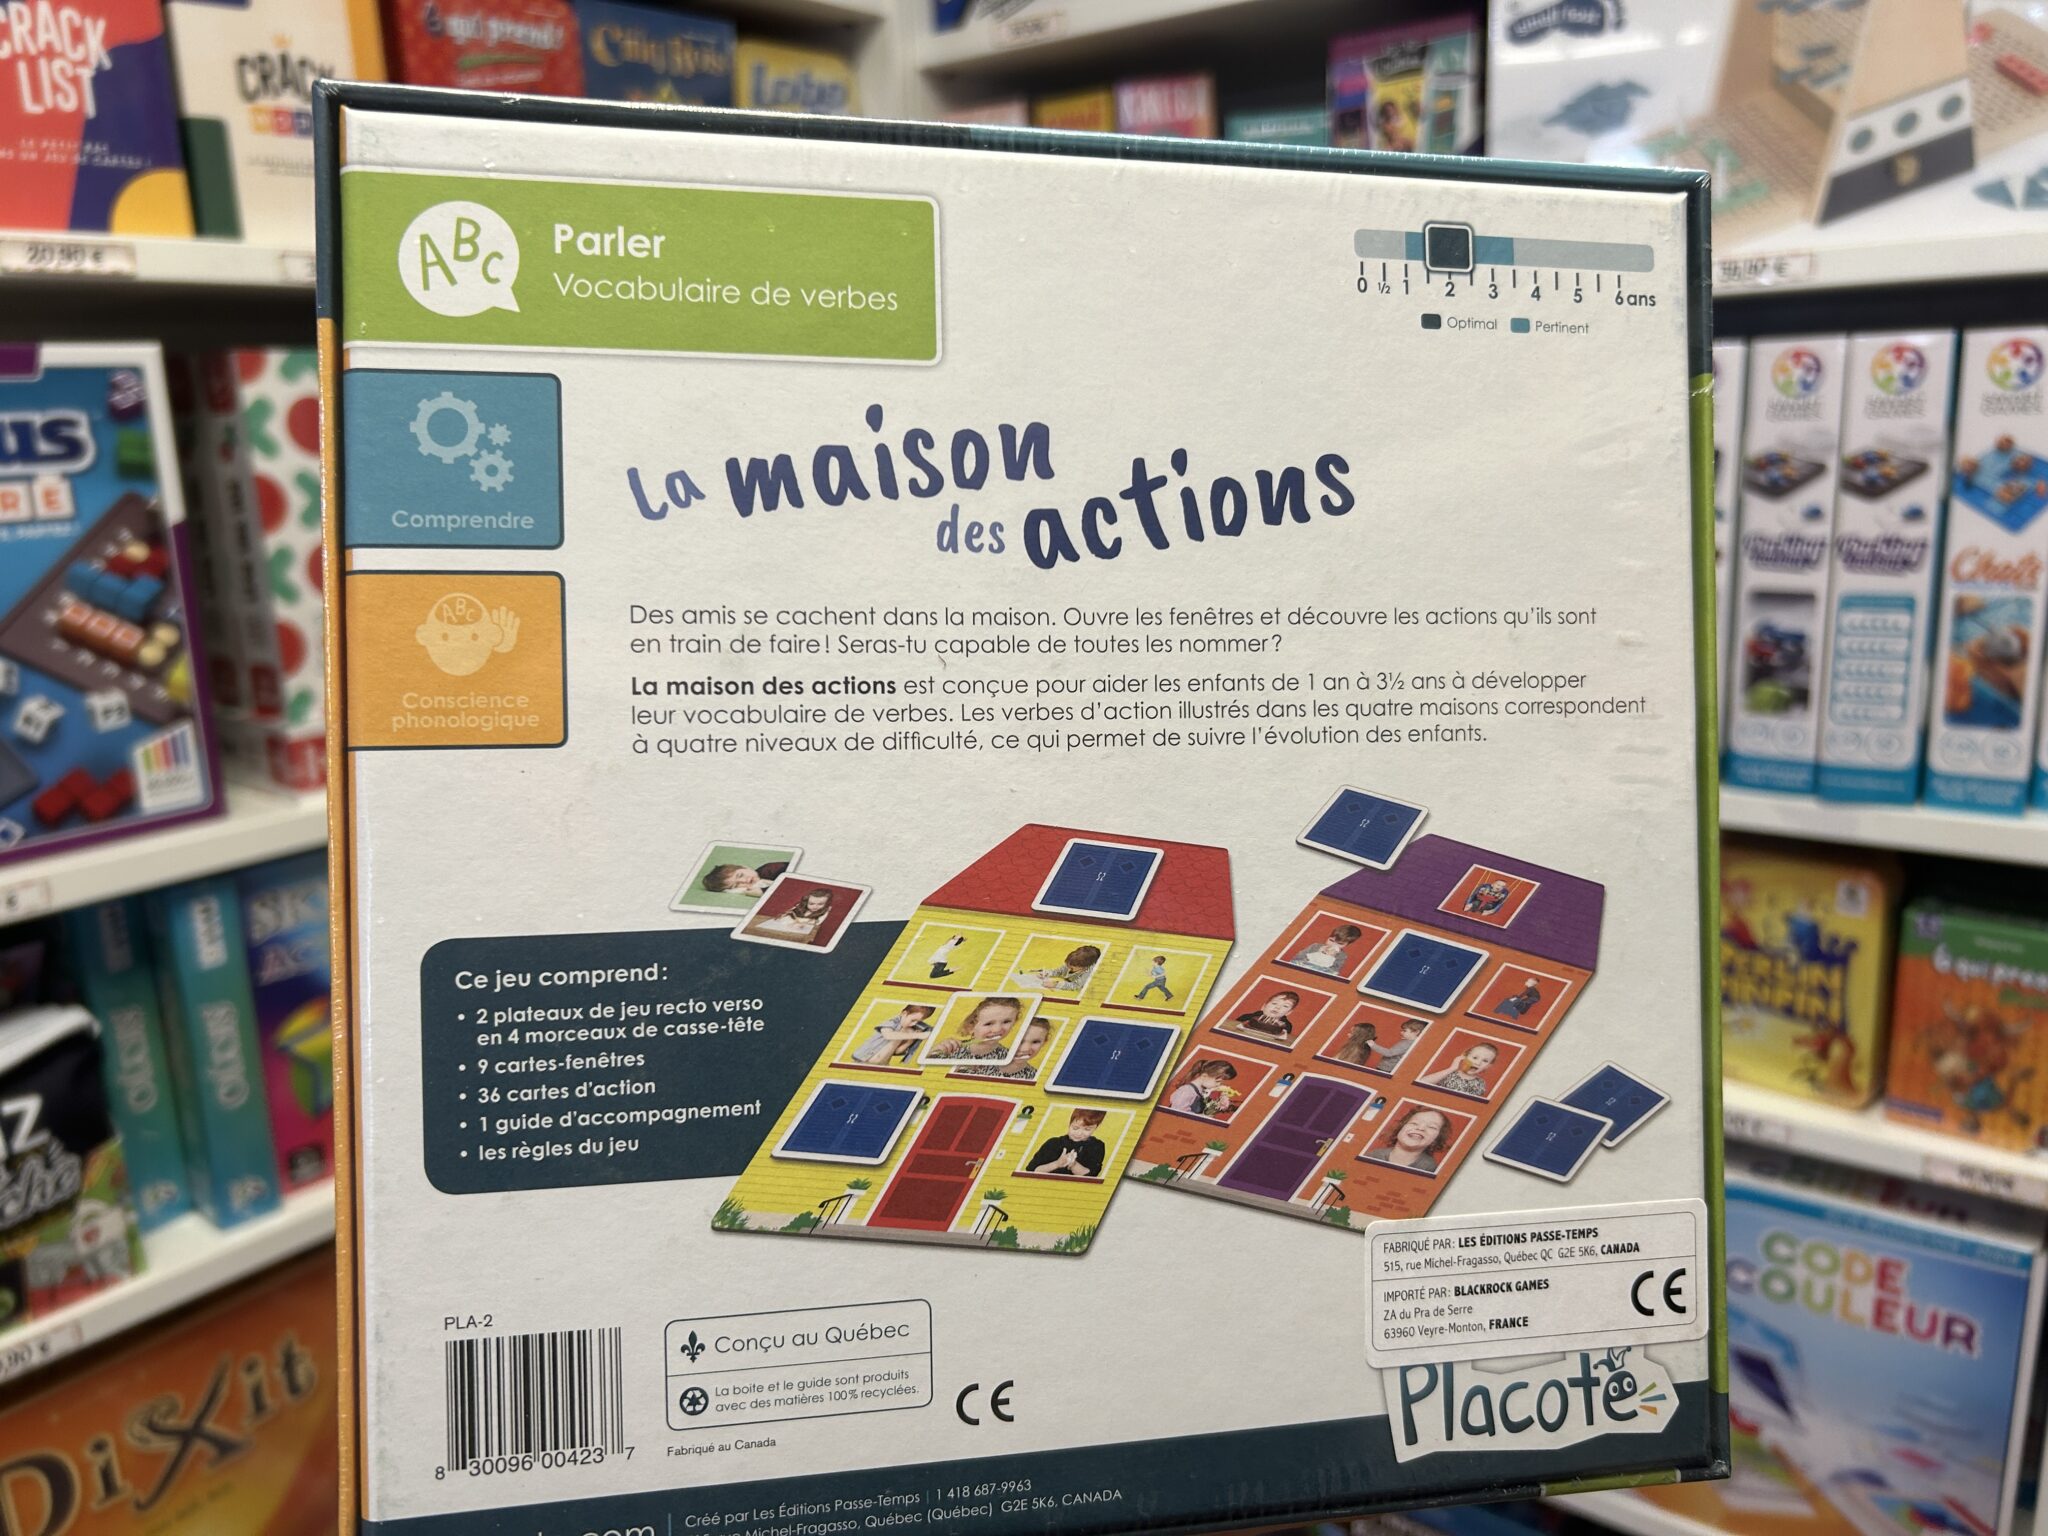 CRACK
LIST
CRACK
à qui prend!
20,90 €
ABC
Parler
Vocabulaire de verbes
0 ½ 1 2 3 4 5 6 ans
Optimal Pertinent
Comprendre
ABC
Conscience
phonologique
La maison
des actions
Des amis se cachent dans la maison. Ouvre les fenêtres et découvre les actions qu'ils sont
en train de faire! Seras-tu capable de toutes les nommer?
La maison des actions est conçue pour aider les enfants de 1 an à 3½ ans à développer
leur vocabulaire de verbes. Les verbes d'action illustrés dans les quatre maisons correspondent
à quatre niveaux de difficulté, ce qui permet de suivre l'évolution des enfants.
Ce jeu comprend:
• 2 plateaux de jeu recto verso
en 4 morceaux de casse-tête
• 9 cartes-fenêtres
• 36 cartes d'action
• 1 guide d'accompagnement
• les règles du jeu
FABRIQUÉ PAR: LES ÉDITIONS PASSE-TEMPS
515, rue Michel-Fragasso, Québec QC G2E 5K6, CANADA
IMPORTÉ PAR: BLACKROCK GAMES
ZA du Pra de Serre
63960 Veyre-Monton, FRANCE
CE
Placote
PLA-2
8 30096 00423 7
Conçu au Québec
La boite et le guide sont produits
avec des matières 100% recyclées.
CE
Fabriqué au Canada
Créé par Les Éditions Passe-Temps | 1 418 687-9963
Michel-Fragasso, Québec (Québec) G2E 5K6, CANADA
DiXit
Chats
CODE
COULEUR